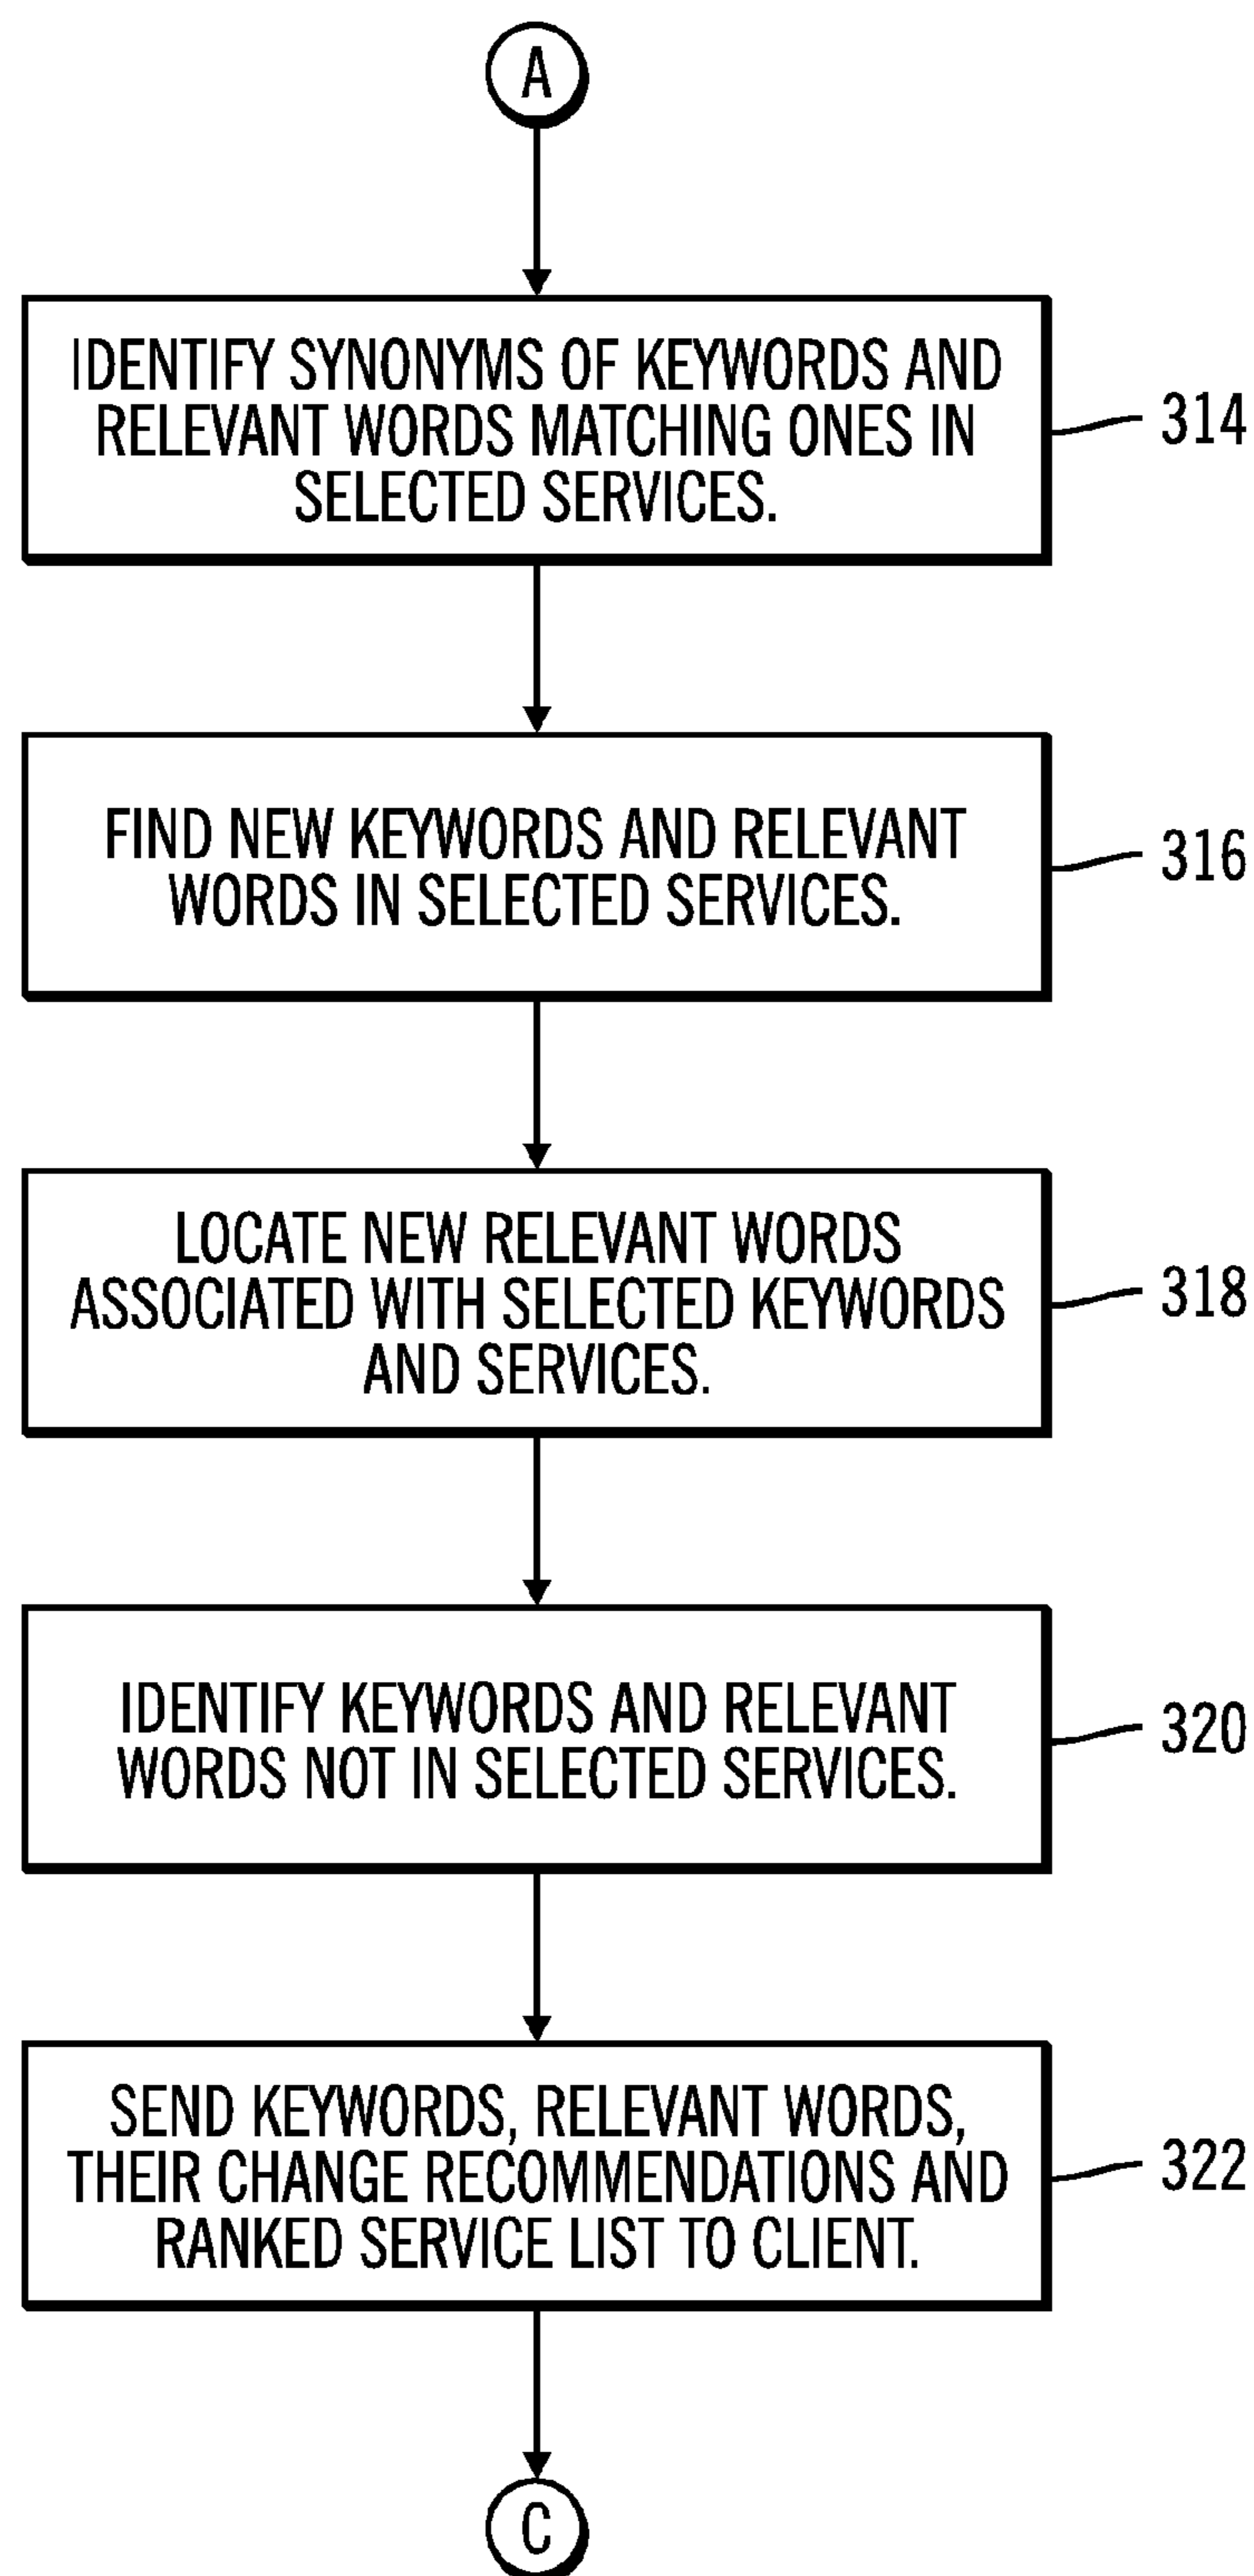 A
IDENTIFY SYNONYMS OF KEYWORDS AND
RELEVANT WORDS MATCHING ONES IN
SELECTED SERVICES.
314
FIND NEW KEYWORDS AND RELEVANT
WORDS IN SELECTED SERVICES.
316
LOCATE NEW RELEVANT WORDS
ASSOCIATED WITH SELECTED KEYWORDS
AND SERVICES.
318
IDENTIFY KEYWORDS AND RELEVANT
WORDS NOT IN SELECTED SERVICES.
320
SEND KEYWORDS, RELEVANT WORDS,
THEIR CHANGE RECOMMENDATIONS AND
RANKED SERVICE LIST TO CLIENT.
322
C